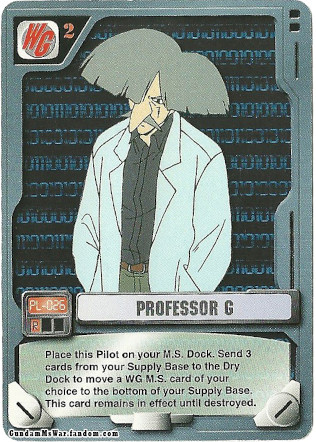 WG 2
PL-026
R
PROFESSOR G
Place this Pilot on your M.S. Dock. Send 3
cards from your Supply Base to the Dry
Dock to move a WG M.S. card of your
choice to the bottom of your Supply Base.
This card remains in effect until destroyed.
GundamMsWar.fandom.com